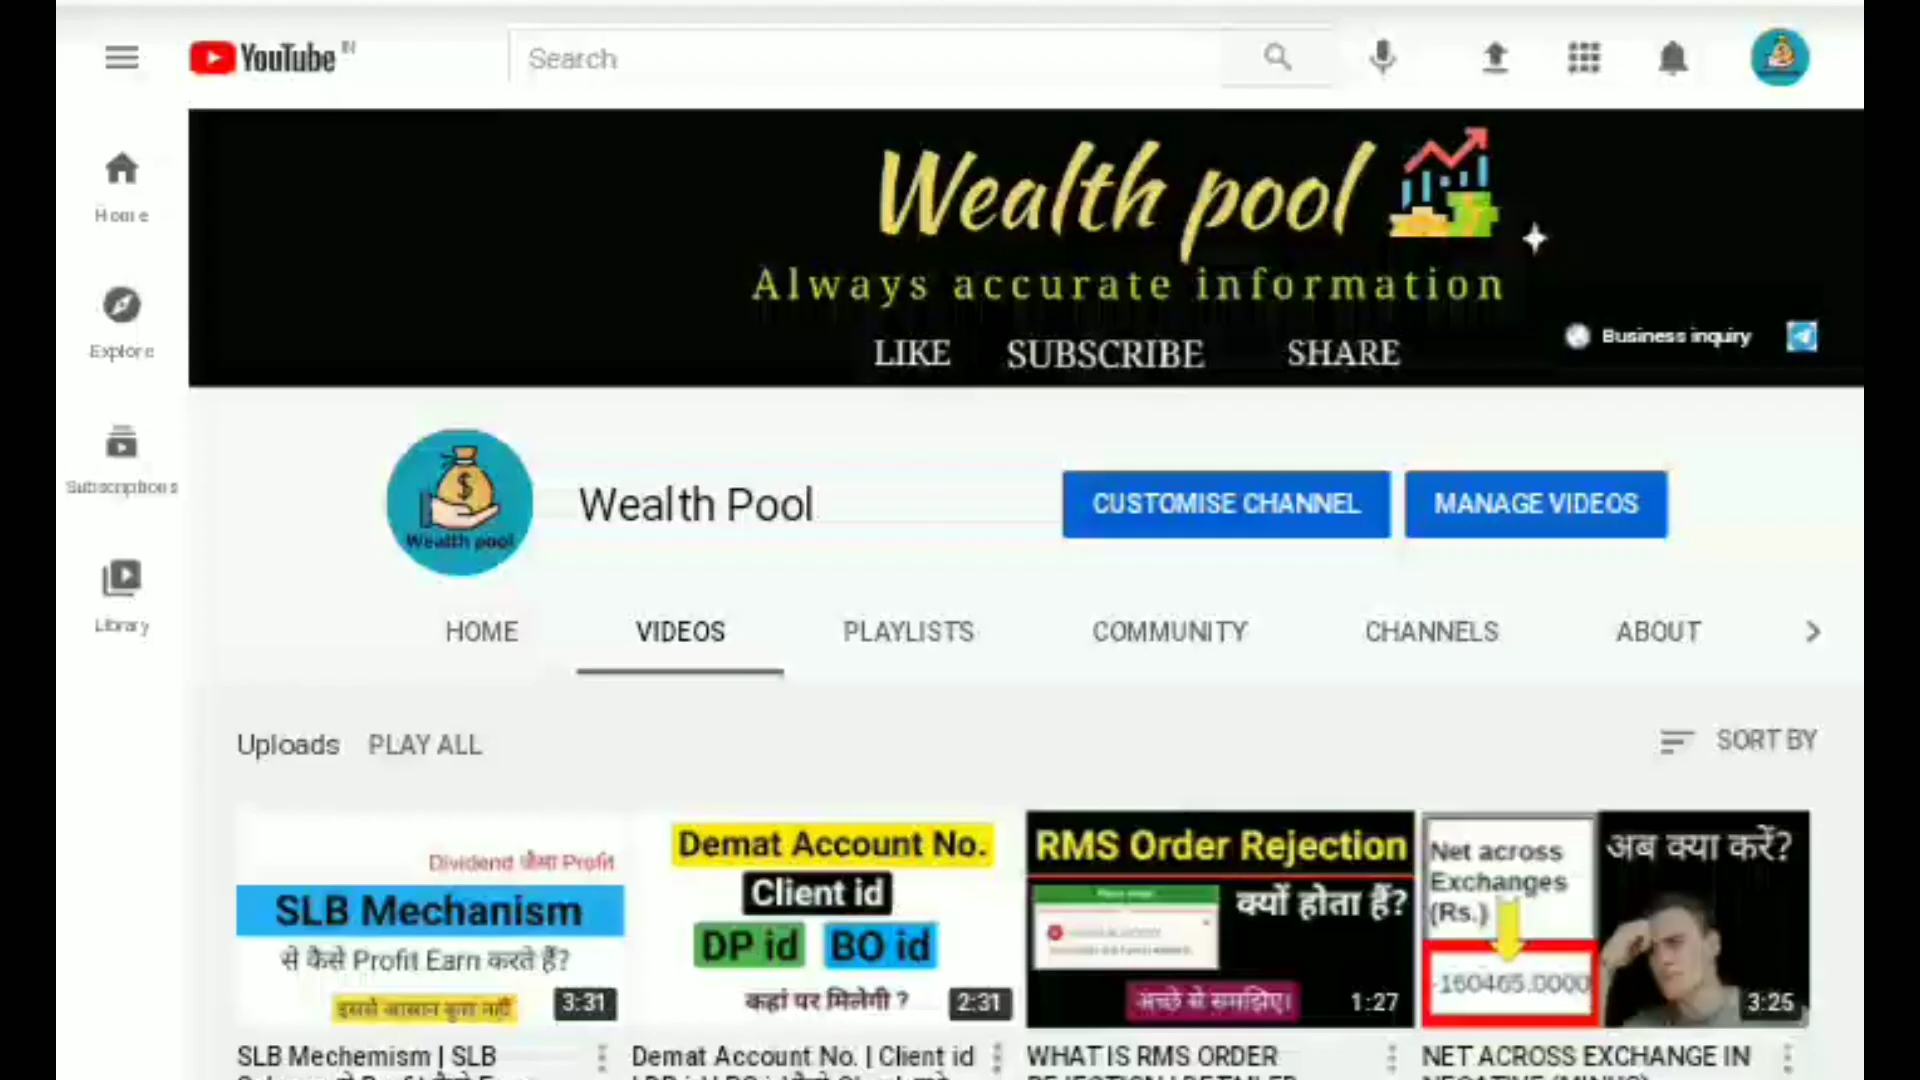 YouTube IN
Search
Home
Explore
Subscriptions
Library
Wealth pool
Always accurate information
LIKE SUBSCRIBE SHARE
Business inquiry
Wealth pool
Wealth Pool
CUSTOMISE CHANNEL
MANAGE VIDEOS
HOME VIDEOS PLAYLISTS COMMUNITY CHANNELS ABOUT
Uploads PLAY ALL
SORT BY
Dividend जैसा Profit
SLB Mechanism
से कैसे Profit Earn करते हैं?
इससे आसान कुछ नहीं
3:31
SLB Mechemism | SLB
Demat Account No.
Client id
DP id BO id
कहां पर मिलेगी ?
2:31
Demat Account No. | Client id
RMS Order Rejection
क्यों होता हैं?
अच्छे से समझिए।
1:27
WHAT IS RMS ORDER
Net across
Exchanges
(Rs.)
-160465.0000
अब क्या करें?
3:25
NET ACROSS EXCHANGE IN